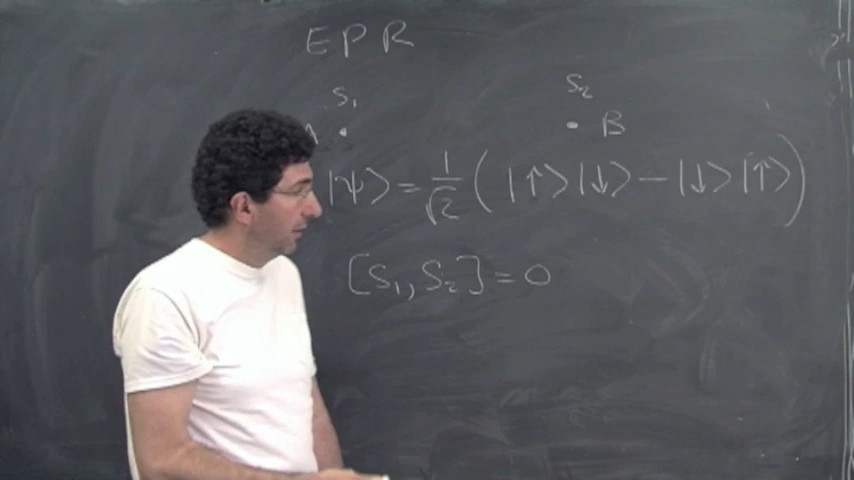 EPR
S₁ S₂
A B
|ψ⟩ = 1/√2 ( |↑⟩|↓⟩ − |↓⟩|↑⟩ )
[S₁, S₂] = 0